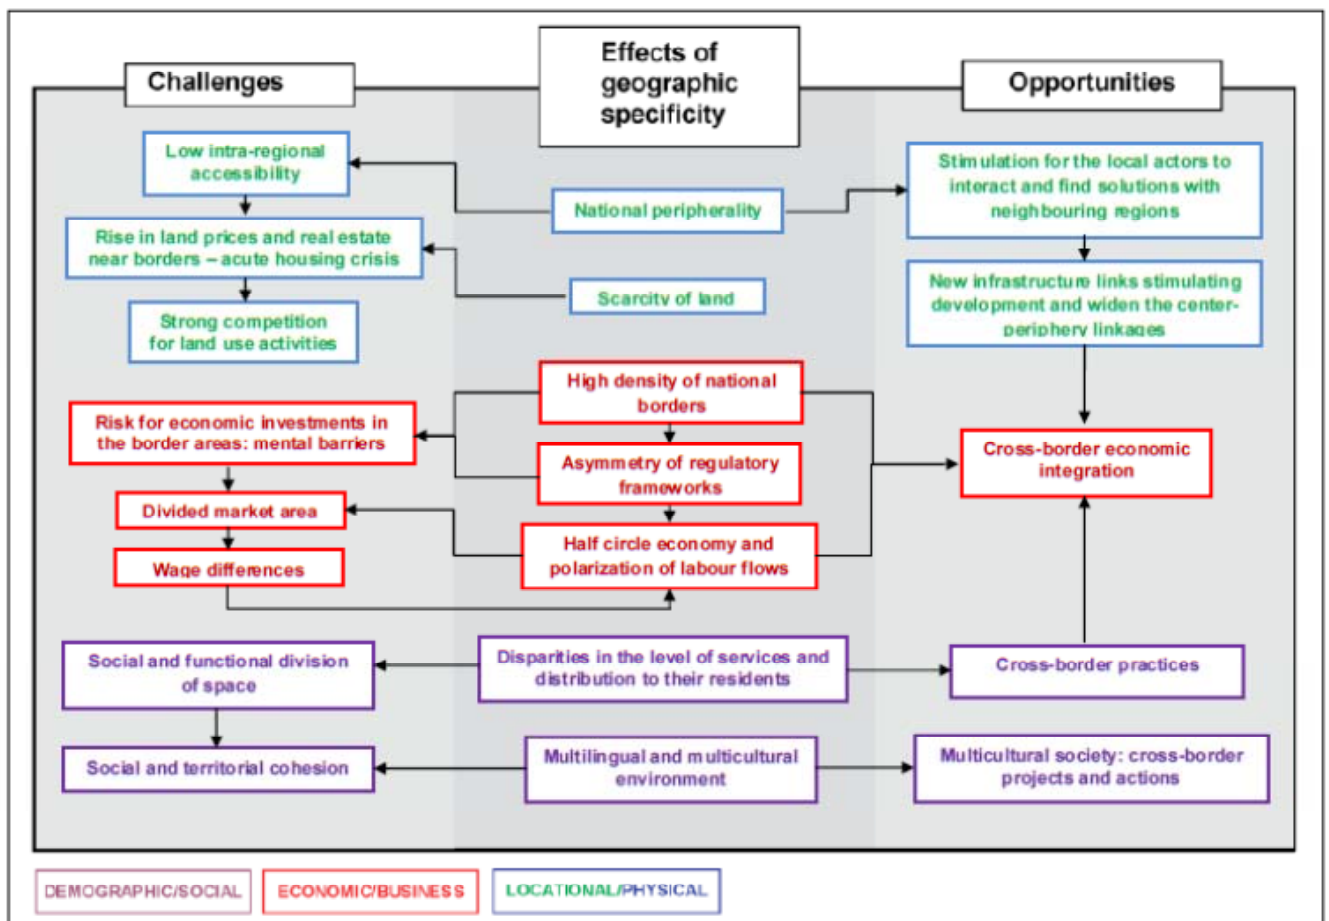 Challenges
Effects of
geographic
specificity
Opportunities
Low intra-regional
accessibility
Rise in land prices and real estate
near borders – acute housing crisis
Strong competition
for land use activities
National peripherality
Scarcity of land
Stimulation for the local actors to
interact and find solutions with
neighbouring regions
New infrastructure links stimulating
development and widen the center-
periphery linkages
Risk for economic investments in
the border areas: mental barriers
Divided market area
Wage differences
High density of national
borders
Asymmetry of regulatory
frameworks
Half circle economy and
polarization of labour flows
Cross-border economic
integration
Social and functional division
of space
Social and territorial cohesion
Disparities in the level of services and
distribution to their residents
Multilingual and multicultural
environment
Cross-border practices
Multicultural society: cross-border
projects and actions
DEMOGRAPHIC/SOCIAL
ECONOMIC/BUSINESS
LOCATIONAL/PHYSICAL